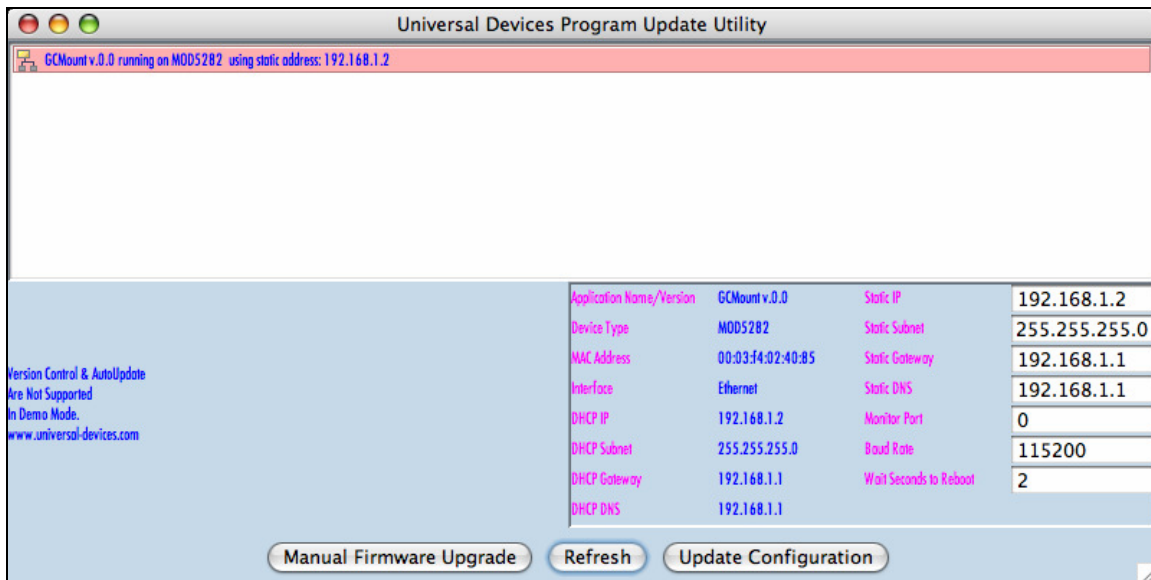 Universal Devices Program Update Utility
GCMount v.0.0 running on MOD5282 using static address: 192.168.1.2
Version Control & AutoUpdate
Are Not Supported
In Demo Mode.
www.universal-devices.com
Application Name/Version GCMount v.0.0 Static IP 192.168.1.2
Device Type MOD5282 Static Subnet 255.255.255.0
MAC Address 00:03:f4:02:40:85 Static Gateway 192.168.1.1
Interface Ethernet Static DNS 192.168.1.1
DHCP IP 192.168.1.2 Monitor Port 0
DHCP Subnet 255.255.255.0 Baud Rate 115200
DHCP Gateway 192.168.1.1 Wait Seconds to Reboot 2
DHCP DNS 192.168.1.1
Manual Firmware Upgrade Refresh Update Configuration